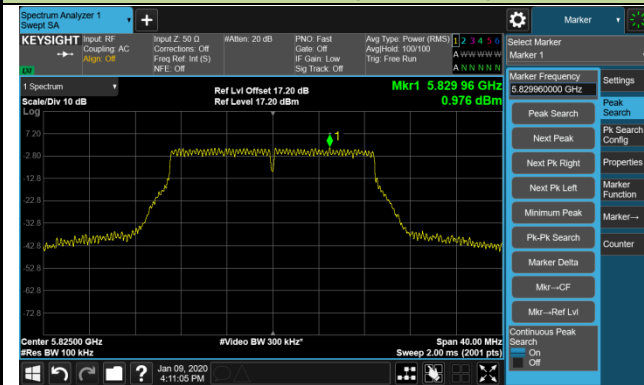 Spectrum Analyzer 1
Swept SA
+
Marker
KEYSIGHT
Input: RF
Coupling: AC
Align: Off
Input Z: 50 Ω
Corrections: Off
Freq Ref: Int (S)
NFE: Off
#Atten: 20 dB
PNO: Fast
Gate: Off
IF Gain: Low
Sig Track: Off
Avg Type: Power (RMS)
Avg|Hold: 100/100
Trig: Free Run
1 2 3 4 5 6
A W W W W W
A N N N N N
LV
Select Marker
Marker 1
1 Spectrum
Scale/Div 10 dB
Log
Ref Lvl Offset 17.20 dB
Ref Level 17.20 dBm
Mkr1 5.829 96 GHz
0.976 dBm
7.20
-2.80
-12.8
-22.8
-32.8
-42.8
-52.8
-62.8
-72.8
1
Center 5.82500 GHz
#Res BW 100 kHz
#Video BW 300 kHz*
Span 40.00 MHz
Sweep 2.00 ms (2001 pts)
Marker Frequency
5.829960000 GHz
Peak Search
Next Peak
Next Pk Right
Next Pk Left
Minimum Peak
Pk-Pk Search
Marker Delta
Mkr→CF
Mkr→Ref Lvl
Continuous Peak
Search
On
Off
Settings
Peak
Search
Pk Search
Config
Properties
Marker
Function
Marker→
Counter
?
Jan 09, 2020
4:11:05 PM